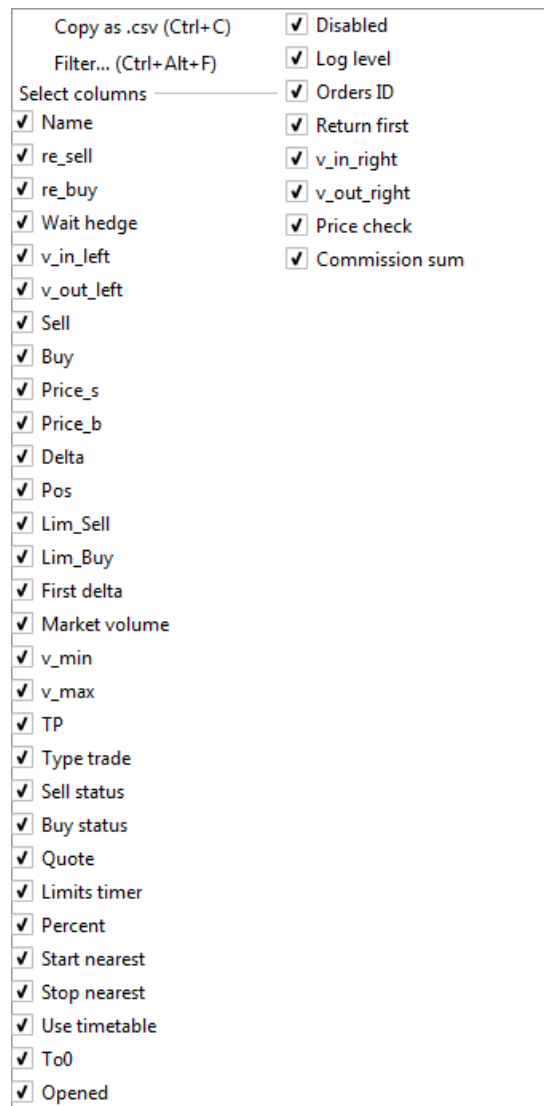 Copy as .csv (Ctrl+C)
Filter... (Ctrl+Alt+F)
Select columns
Name
re_sell
re_buy
Wait hedge
v_in_left
v_out_left
Sell
Buy
Price_s
Price_b
Delta
Pos
Lim_Sell
Lim_Buy
First delta
Market volume
v_min
v_max
TP
Type trade
Sell status
Buy status
Quote
Limits timer
Percent
Start nearest
Stop nearest
Use timetable
To0
Opened
Disabled
Log level
Orders ID
Return first
v_in_right
v_out_right
Price check
Commission sum